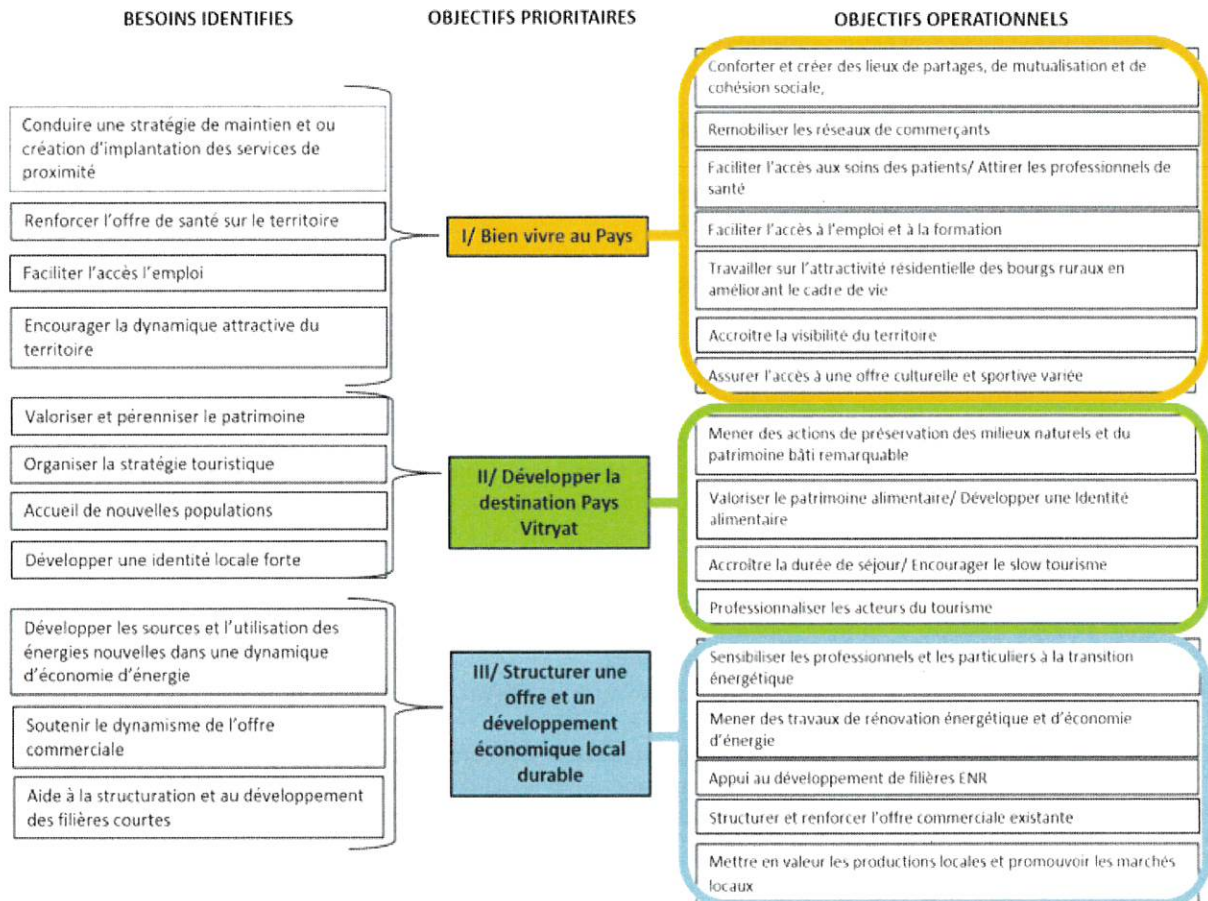 BESOINS IDENTIFIES
OBJECTIFS PRIORITAIRES
OBJECTIFS OPERATIONNELS
Conduire une stratégie de maintien et ou
création d'implantation des services de
proximité
Renforcer l'offre de santé sur le territoire
Faciliter l'accès l'emploi
Encourager la dynamique attractive du
territoire
I/ Bien vivre au Pays
Conforter et créer des lieux de partages, de mutualisation et de
cohésion sociale,
Remobiliser les réseaux de commerçants
Faciliter l'accès aux soins des patients/ Attirer les professionnels de
santé
Faciliter l'accès à l'emploi et à la formation
Travailler sur l'attractivité résidentielle des bourgs ruraux en
améliorant le cadre de vie
Accroître la visibilité du territoire
Assurer l'accès à une offre culturelle et sportive variée
Valoriser et pérenniser le patrimoine
Organiser la stratégie touristique
Accueil de nouvelles populations
Développer une identité locale forte
II/ Développer la
destination Pays
Vitryat
Mener des actions de préservation des milieux naturels et du
patrimoine bâti remarquable
Valoriser le patrimoine alimentaire/ Développer une Identité
alimentaire
Accroître la durée de séjour/ Encourager le slow tourisme
Professionnaliser les acteurs du tourisme
Développer les sources et l'utilisation des
énergies nouvelles dans une dynamique
d'économie d'énergie
Soutenir le dynamisme de l'offre
commerciale
Aide à la structuration et au développement
des filières courtes
III/ Structurer une
offre et un
développement
économique local
durable
Sensibiliser les professionnels et les particuliers à la transition
énergétique
Mener des travaux de rénovation énergétique et d'économie
d'énergie
Appui au développement de filières ENR
Structurer et renforcer l'offre commerciale existante
Mettre en valeur les productions locales et promouvoir les marchés
locaux